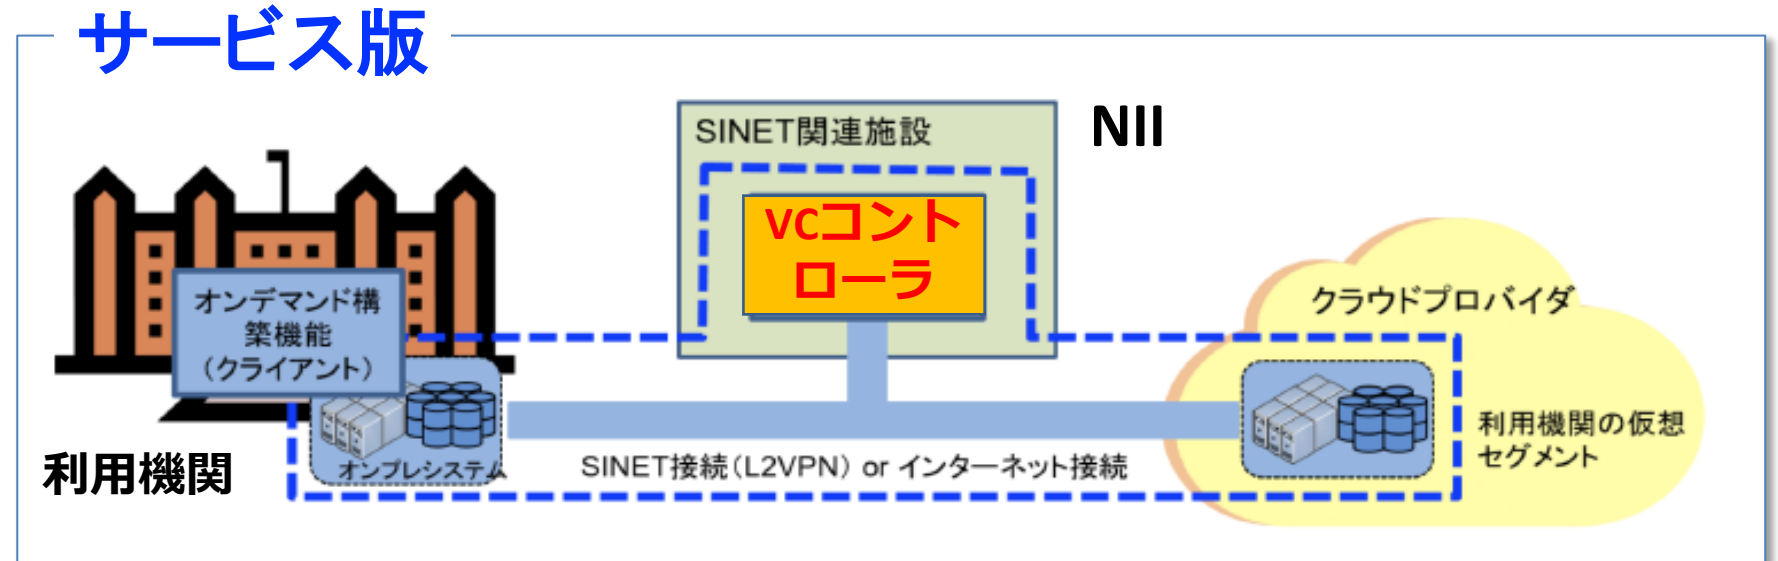 サービス版
SINET関連施設
NII
VCコント
ローラ
オンデマンド構
築機能
(クライアント)
クラウドプロバイダ
利用機関
オンプレシステム
SINET接続(L2VPN) or インターネット接続
利用機関の仮想
セグメント